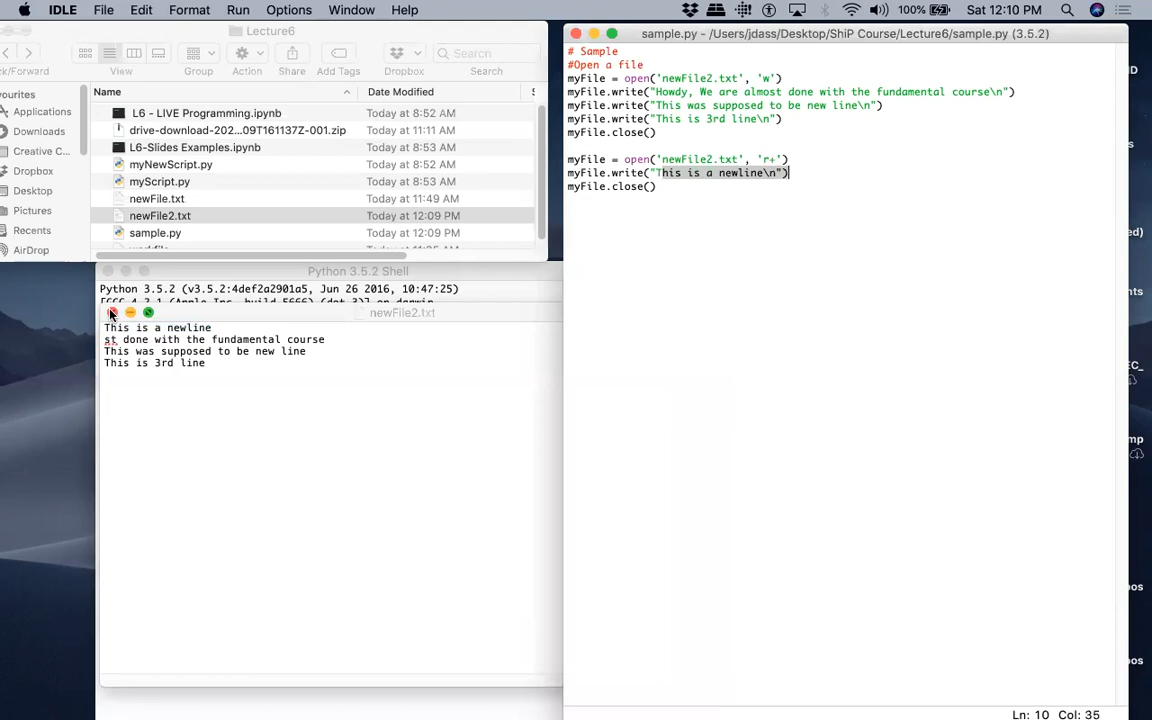 IDLE File Edit Format Run Options Window Help 100% Sat 12:10 PM
Lecture6
Search
View Group Action Share Add Tags Dropbox Search
Name Date Modified
Applications
Downloads
Creative C...
Dropbox
Desktop
Pictures
Recents
AirDrop
L6 - LIVE Programming.ipynb Today at 8:52 AM
drive-download-202...09T161137Z-001.zip Today at 11:11 AM
L6-Slides Examples.ipynb Today at 8:53 AM
myNewScript.py Today at 8:52 AM
myScript.py Today at 8:53 AM
newFile.txt Today at 11:49 AM
newFile2.txt Today at 12:09 PM
sample.py Today at 12:09 PM
Python 3.5.2 Shell
Python 3.5.2 (v3.5.2:4def2a2901a5, Jun 26 2016, 10:47:25)
newFile2.txt
This is a newline
st done with the fundamental course
This was supposed to be new line
This is 3rd line
sample.py - /Users/jdass/Desktop/ShiP Course/Lecture6/sample.py (3.5.2)
# Sample
#Open a file
myFile = open('newFile2.txt', 'w')
myFile.write("Howdy, We are almost done with the fundamental course\n")
myFile.write("This was supposed to be new line\n")
myFile.write("This is 3rd line\n")
myFile.close()
myFile = open('newFile2.txt', 'r+')
myFile.write("This is a newline\n")
myFile.close()
Ln: 10 Col: 35